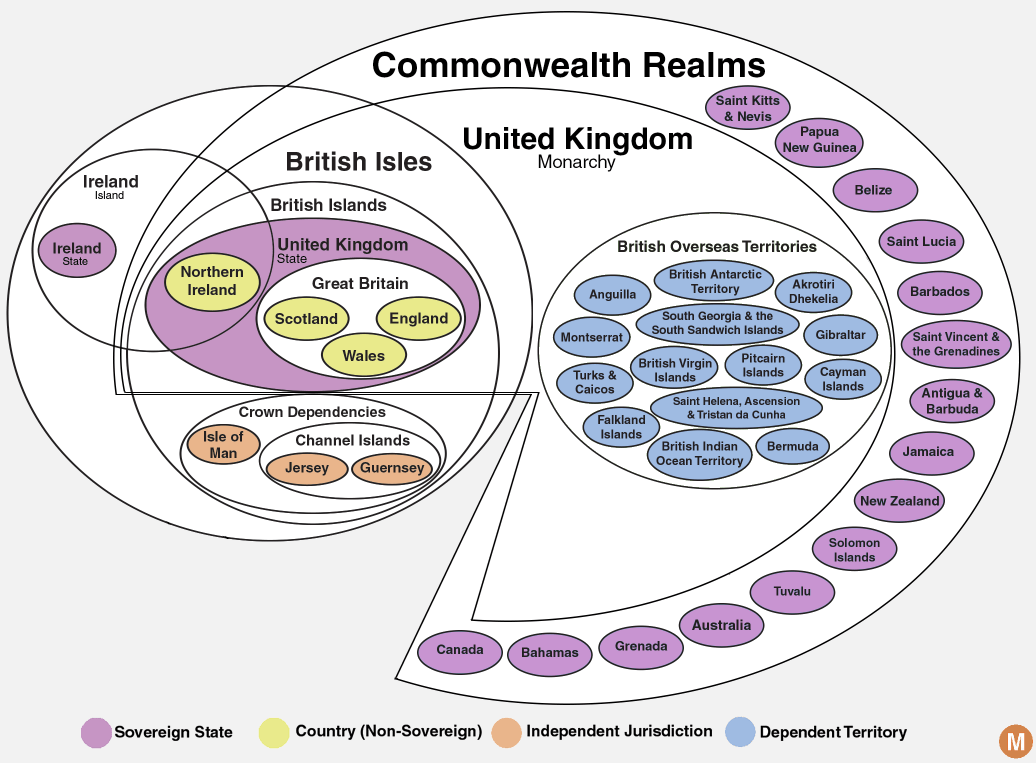 Commonwealth Realms
United Kingdom
Monarchy
British Isles
British Islands
Ireland
Island
Ireland
State
United Kingdom
State
Northern
Ireland
Great Britain
Scotland
England
Wales
Crown Dependencies
Isle of
Man
Channel Islands
Jersey
Guernsey
British Overseas Territories
Anguilla
British Antarctic
Territory
Akrotiri
Dhekelia
Montserrat
South Georgia & the
South Sandwich Islands
Gibraltar
Turks &
Caicos
British Virgin
Islands
Pitcairn
Islands
Cayman
Islands
Falkland
Islands
Saint Helena, Ascension
& Tristan da Cunha
British Indian
Ocean Territory
Bermuda
Saint Kitts
& Nevis
Papua
New Guinea
Belize
Saint Lucia
Barbados
Saint Vincent &
the Grenadines
Antigua &
Barbuda
Jamaica
New Zealand
Solomon
Islands
Tuvalu
Australia
Grenada
Bahamas
Canada
Sovereign State
Country (Non-Sovereign)
Independent Jurisdiction
Dependent Territory
M